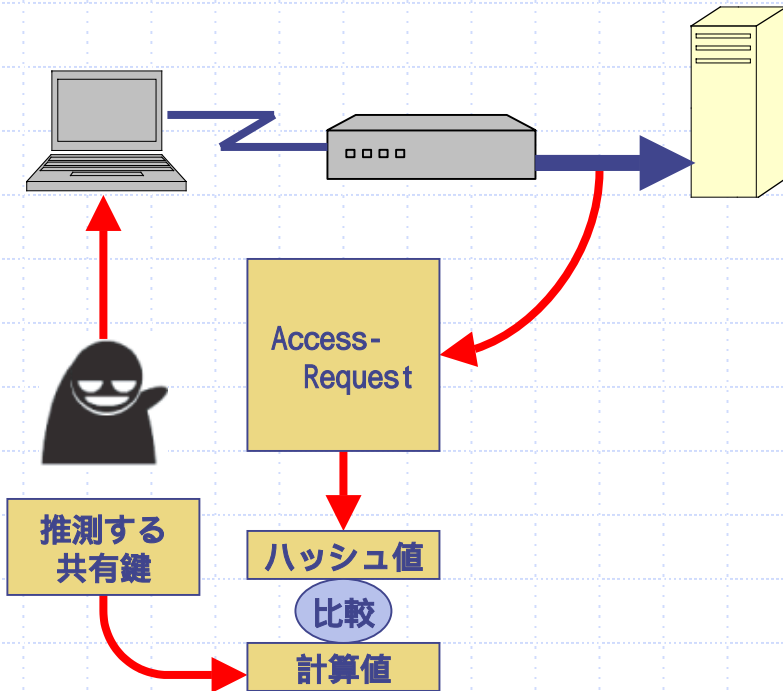 Access-
Request
推測する
共有鍵
ハッシュ値
比較
計算値